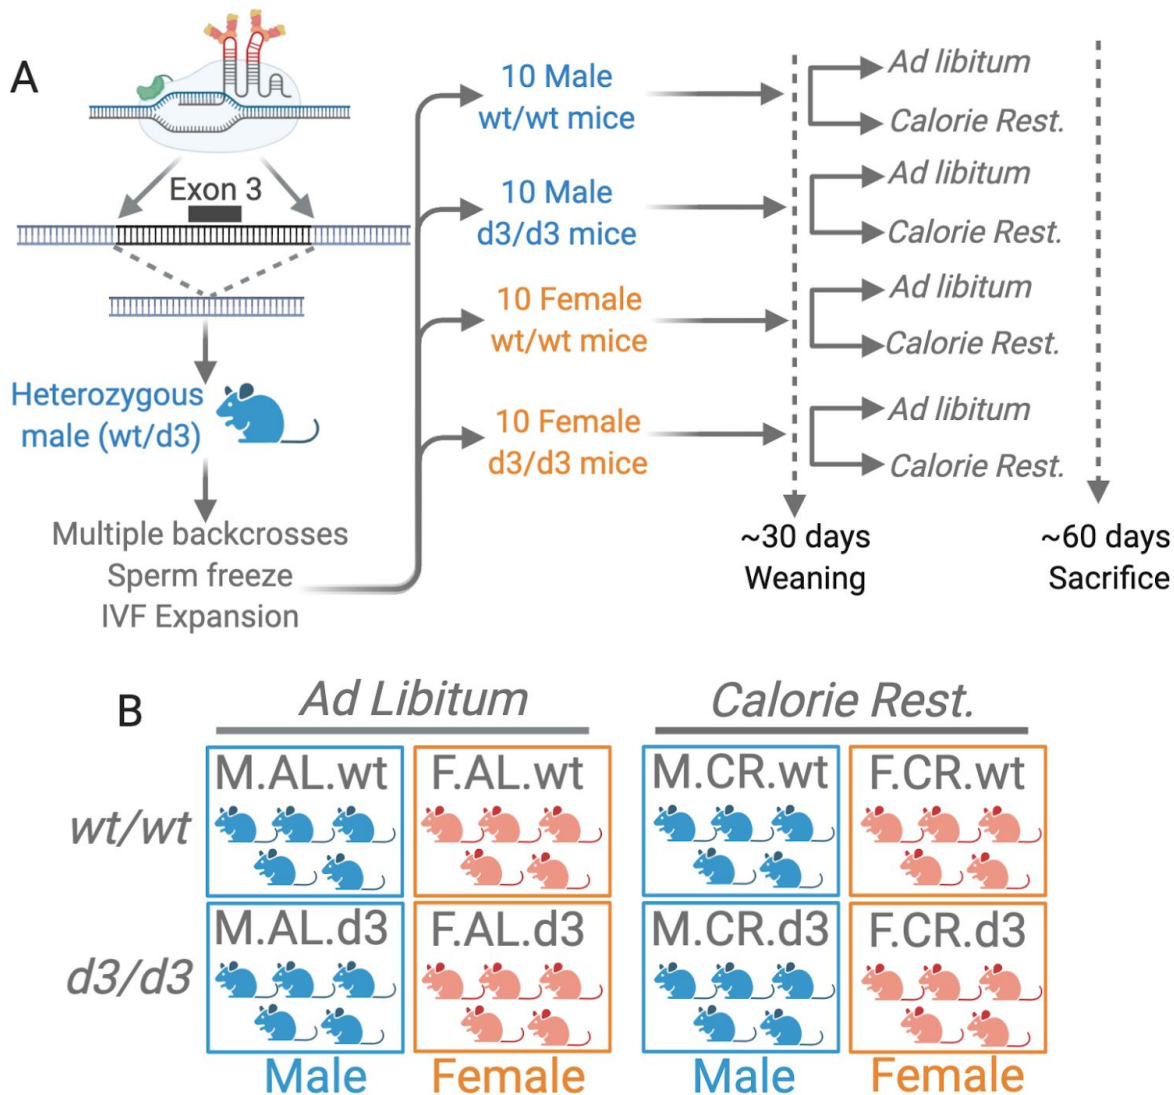 A
Exon 3
Heterozygous
male (wt/d3)
Multiple backcrosses
Sperm freeze
IVF Expansion
10 Male
wt/wt mice
10 Male
d3/d3 mice
10 Female
wt/wt mice
10 Female
d3/d3 mice
Ad libitum
Calorie Rest.
Ad libitum
Calorie Rest.
Ad libitum
Calorie Rest.
Ad libitum
Calorie Rest.
~30 days
Weaning
~60 days
Sacrifice
B
Ad Libitum
Calorie Rest.
wt/wt
M.AL.wt
F.AL.wt
M.CR.wt
F.CR.wt
d3/d3
M.AL.d3
F.AL.d3
M.CR.d3
F.CR.d3
Male
Female
Male
Female